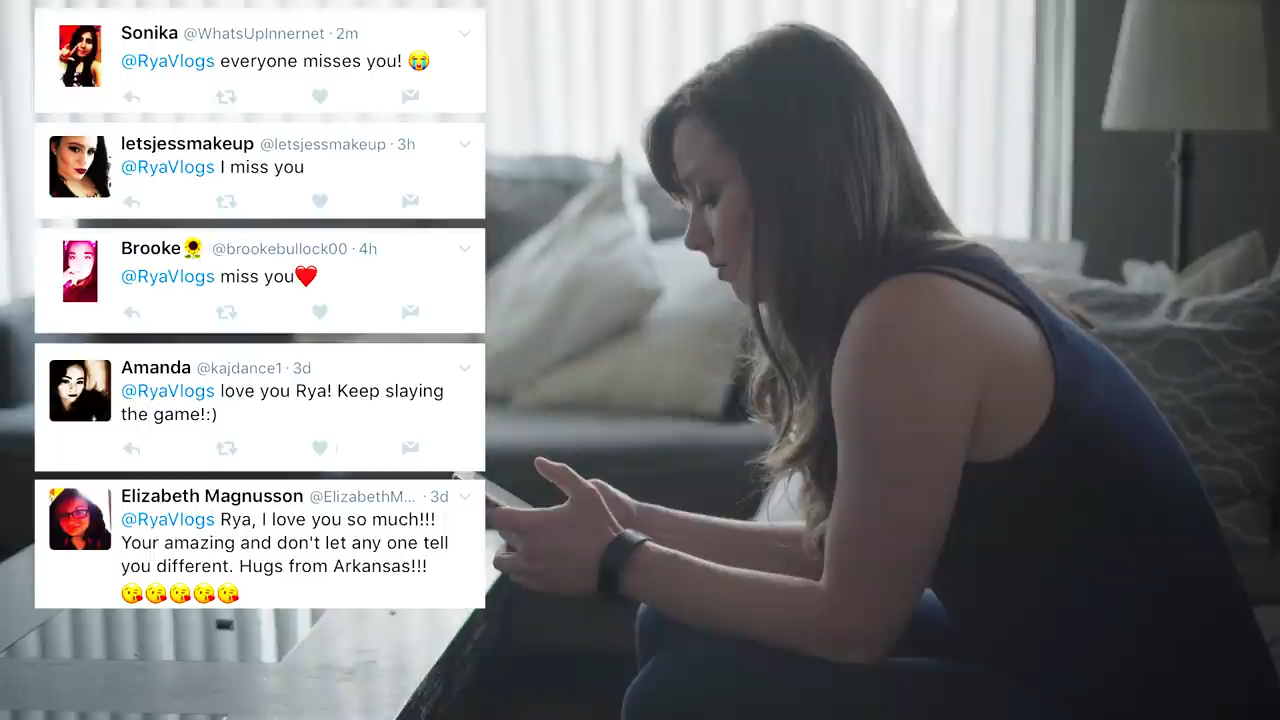 Sonika @WhatsUpInnernet · 2m
@RyaVlogs everyone misses you! 😭
letsjessmakeup @letsjessmakeup · 3h
@RyaVlogs I miss you
Brooke🌻 @brookebullock00 · 4h
@RyaVlogs miss you❤️
Amanda @kajdance1 · 3d
@RyaVlogs love you Rya! Keep slaying
the game!:)
Elizabeth Magnusson @ElizabethM... · 3d
@RyaVlogs Rya, I love you so much!!!
Your amazing and don't let any one tell
you different. Hugs from Arkansas!!!
😘😘😘😘😘